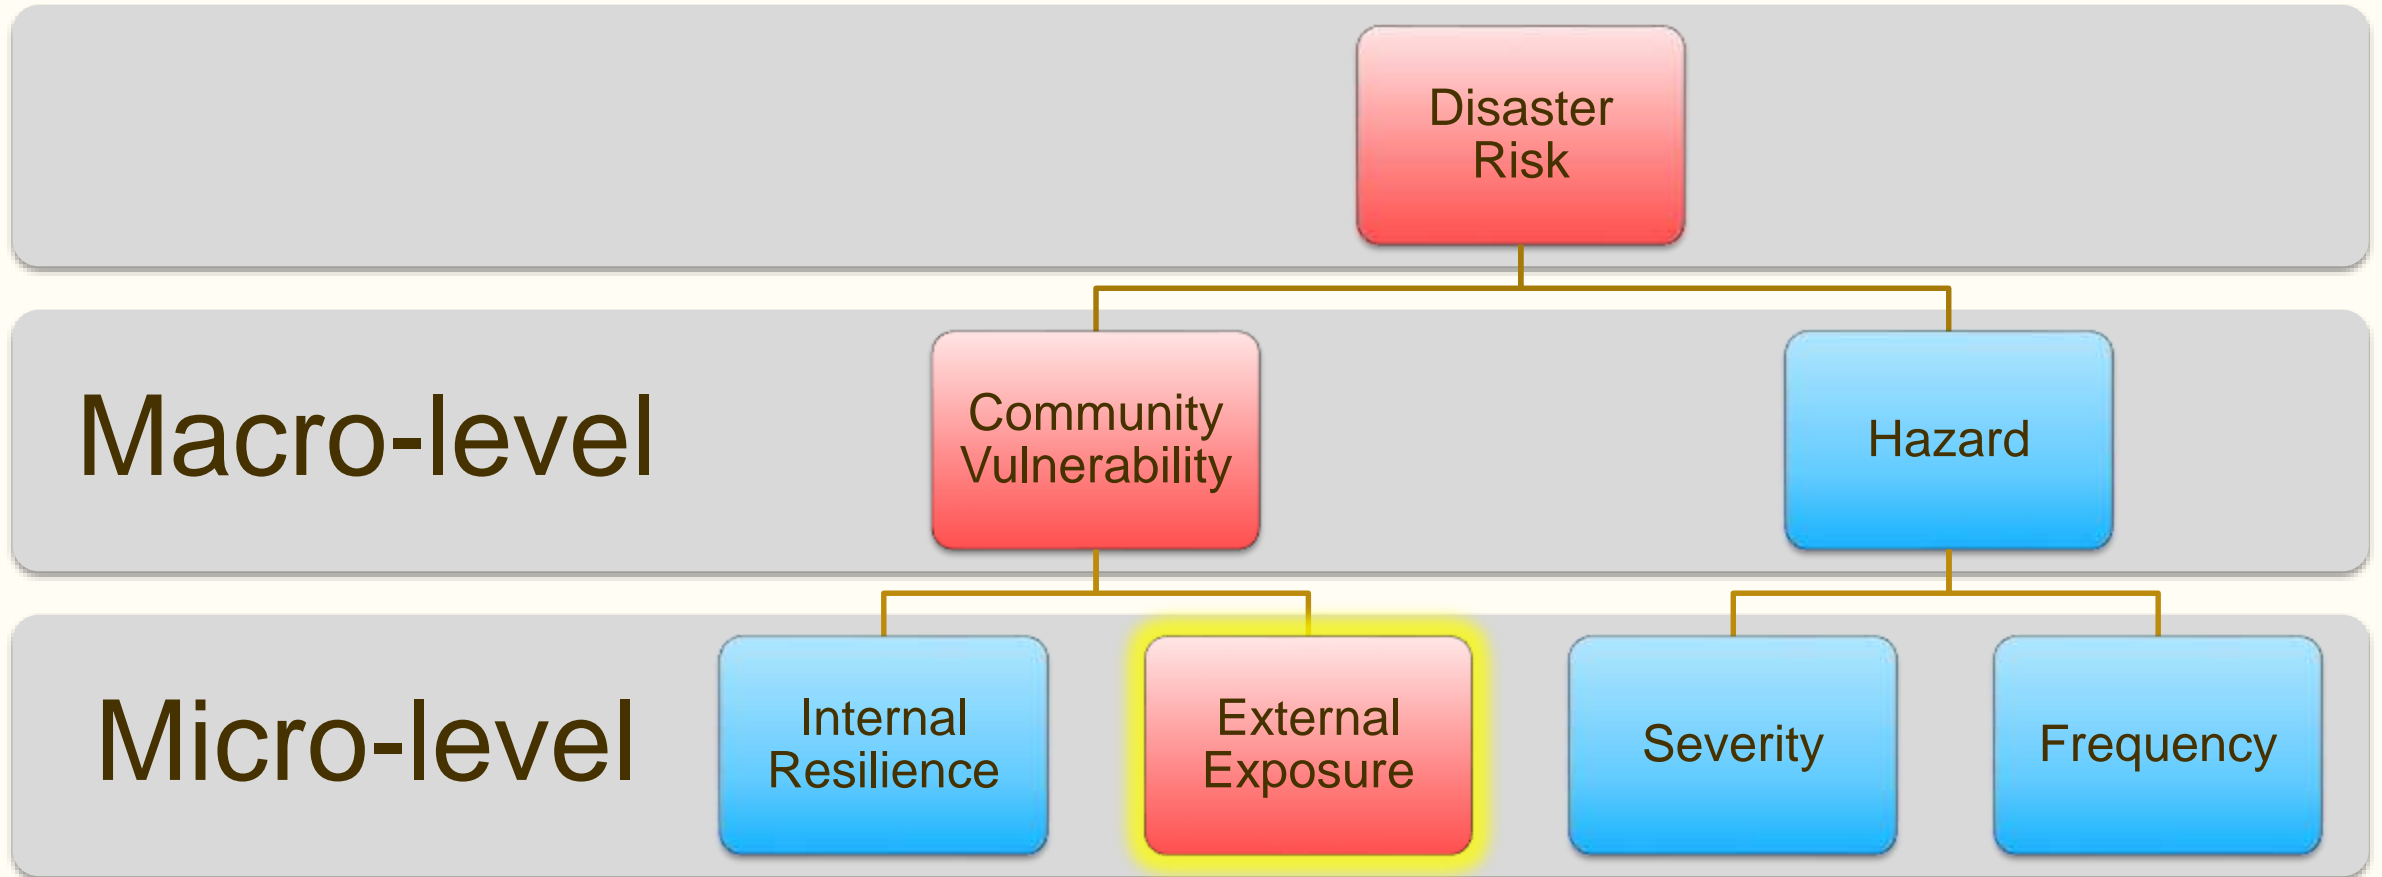 Disaster
Risk
Macro-level
Community
Vulnerability
Hazard
Micro-level
Internal
Resilience
External
Exposure
Severity
Frequency